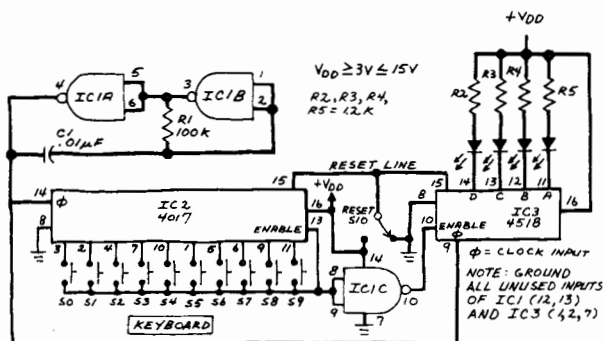 +VDD
4
5
6
IC1A
3
IC1B
1
2
R1
100K
C1
.01µF
VDD ≥ 3V ≤ 15V
R2, R3, R4,
R5 = 1.2K
R2
R3
R4
R5
14
13
12
11
D
C
B
A
15
RESET LINE
15
14
Φ
IC2
4017
16
+VDD
13
ENABLE
8
RESET
S10
8
10
ENABLE
9
Φ
IC3
4518
16
3
2
4
7
10
1
5
6
9
11
S0
S1
S2
S3
S4
S5
S6
S7
S8
S9
14
8
9
IC1C
10
7
KEYBOARD
Φ = CLOCK INPUT
NOTE: GROUND
ALL UNUSED INPUTS
OF IC1 (12,13)
AND IC3 (1,2,7)